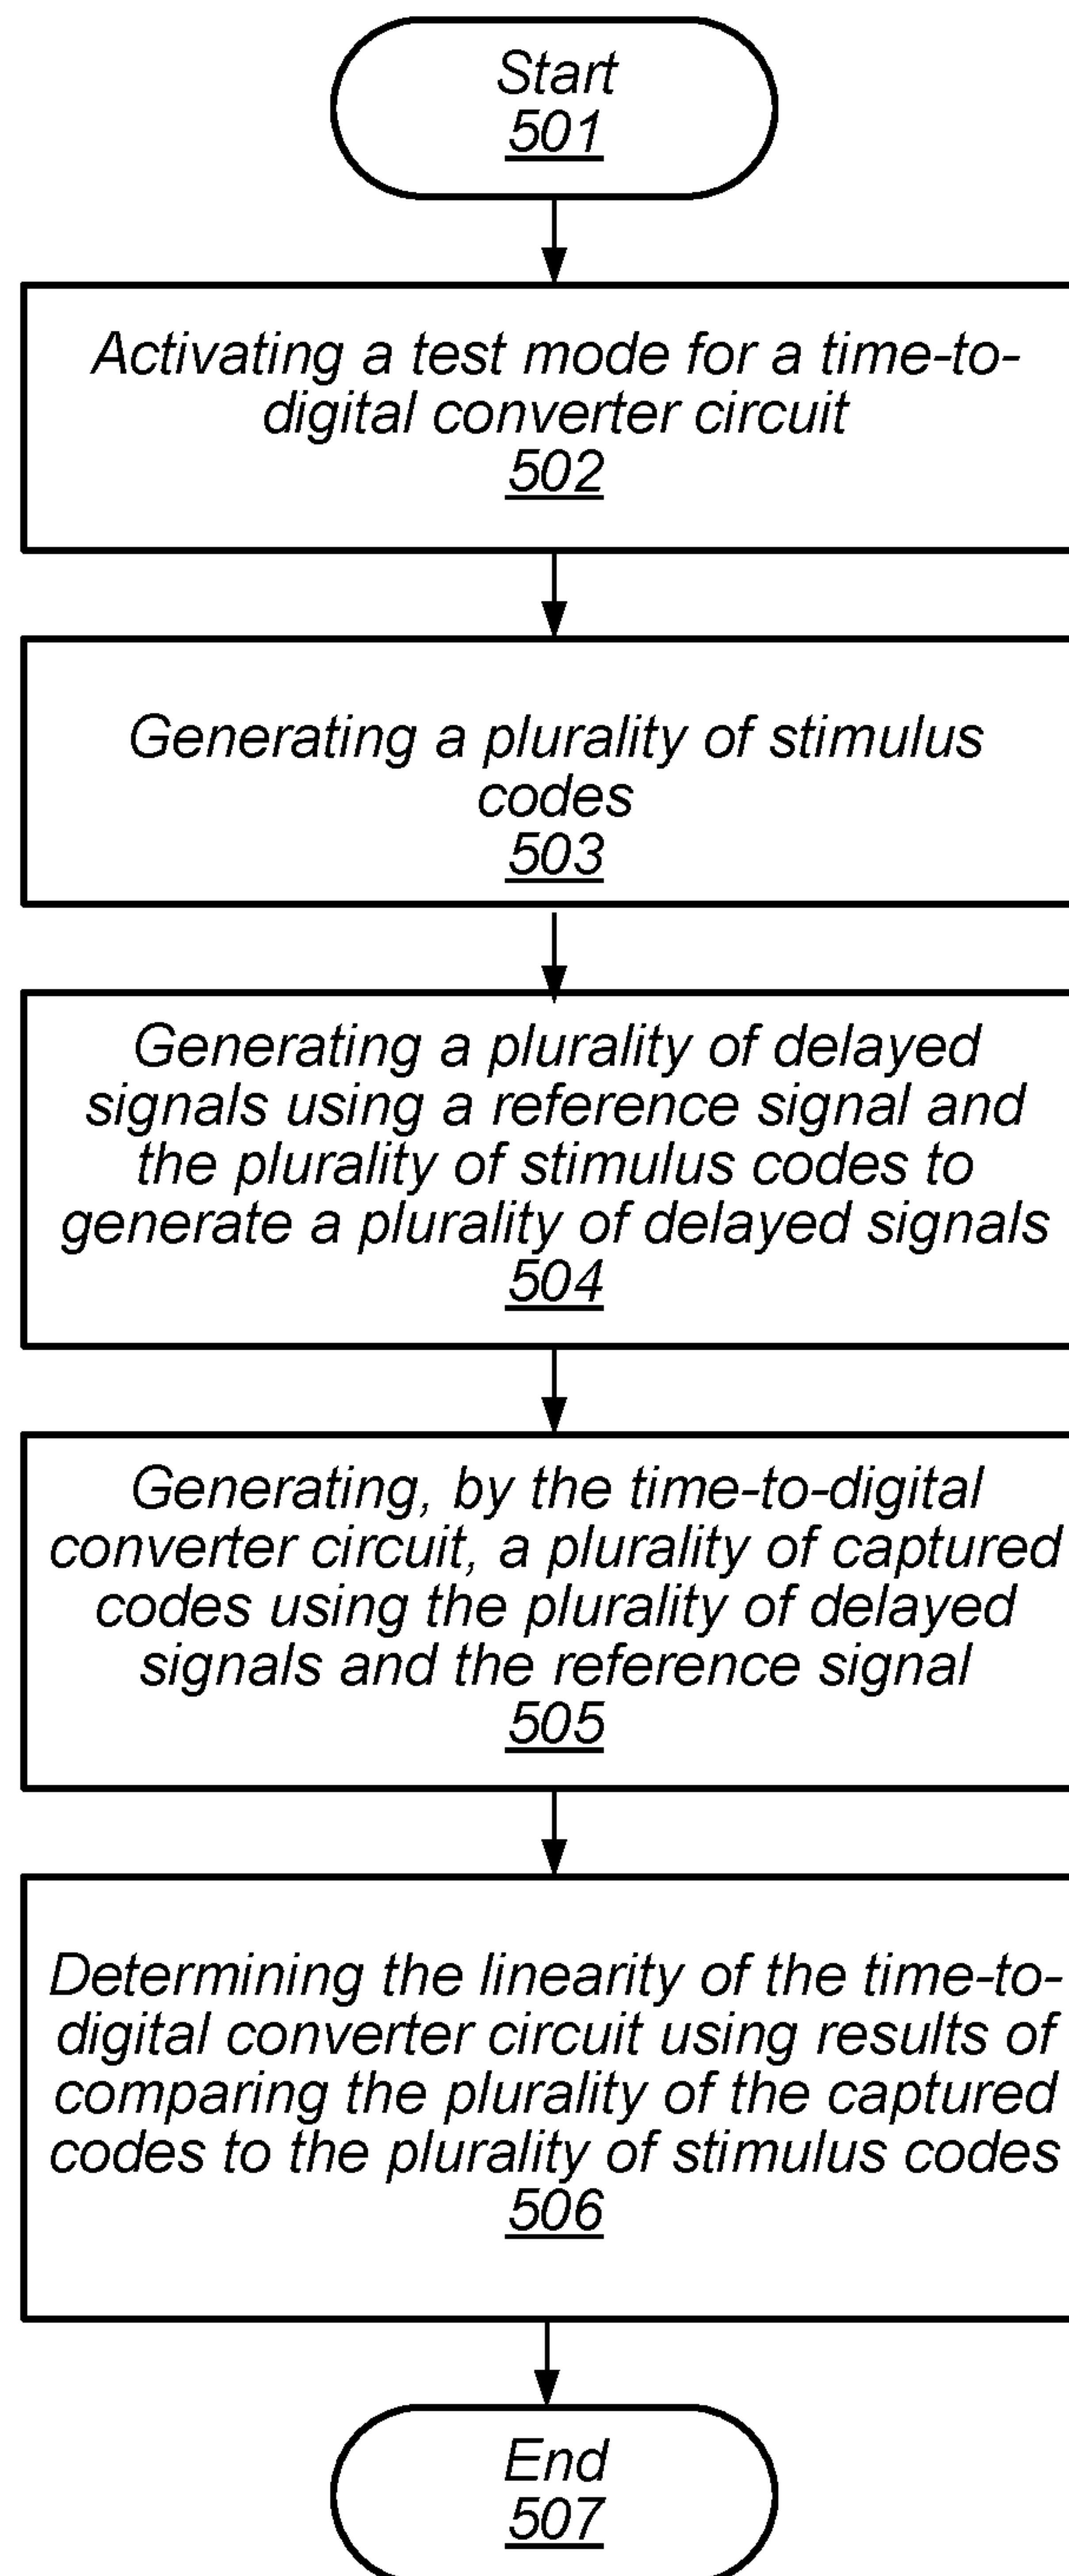 Start
501
Activating a test mode for a time-to-
digital converter circuit
502
Generating a plurality of stimulus
codes
503
Generating a plurality of delayed
signals using a reference signal and
the plurality of stimulus codes to
generate a plurality of delayed signals
504
Generating, by the time-to-digital
converter circuit, a plurality of captured
codes using the plurality of delayed
signals and the reference signal
505
Determining the linearity of the time-to-
digital converter circuit using results of
comparing the plurality of the captured
codes to the plurality of stimulus codes
506
End
507